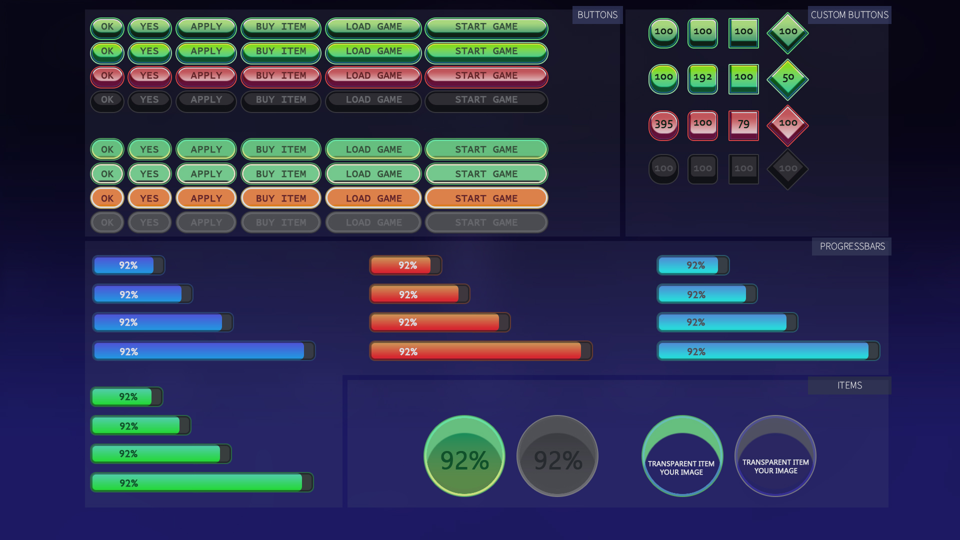 BUTTONS
OK YES APPLY BUY ITEM LOAD GAME START GAME
OK YES APPLY BUY ITEM LOAD GAME START GAME
OK YES APPLY BUY ITEM LOAD GAME START GAME
OK YES APPLY BUY ITEM LOAD GAME START GAME
OK YES APPLY BUY ITEM LOAD GAME START GAME
OK YES APPLY BUY ITEM LOAD GAME START GAME
OK YES APPLY BUY ITEM LOAD GAME START GAME
OK YES APPLY BUY ITEM LOAD GAME START GAME
CUSTOM BUTTONS
100 100 100 100
100 192 100 50
395 100 79 100
100 100 100 100
PROGRESSBARS
92% 92% 92%
92% 92% 92%
92% 92% 92%
92% 92% 92%
92%
92%
92%
92%
ITEMS
92% 92%
TRANSPARENT ITEM
YOUR IMAGE
TRANSPARENT ITEM
YOUR IMAGE